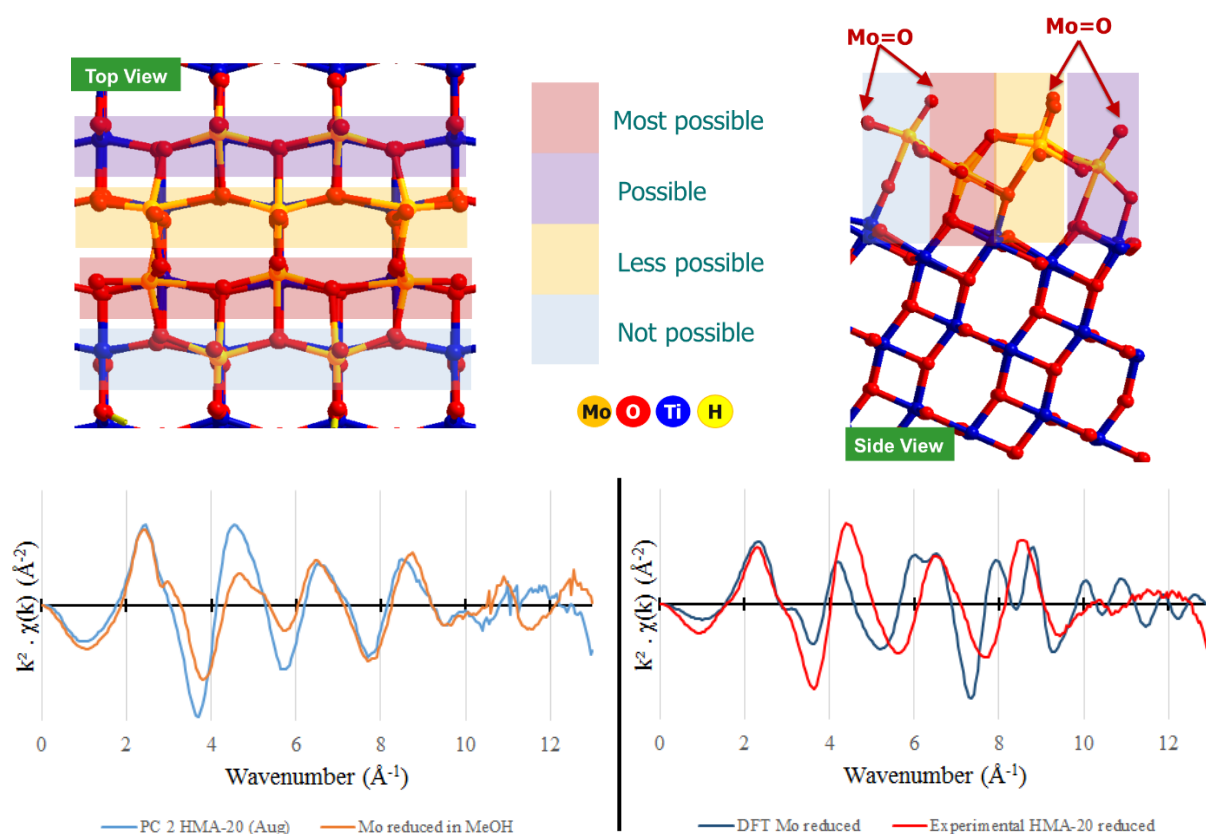 Top View
Most possible
Possible
Less possible
Not possible
Mo O Ti H
Mo=O
Mo=O
Side View
k² · χ(k) (Å⁻²)
0 2 4 6 8 10 12
Wavenumber (Å⁻¹)
PC 2 HMA-20 (Aug) Mo reduced in MeOH
k² · χ(k) (Å⁻²)
0 2 4 6 8 10 12
Wavenumber (Å⁻¹)
DFT Mo reduced Experimental HMA-20 reduced